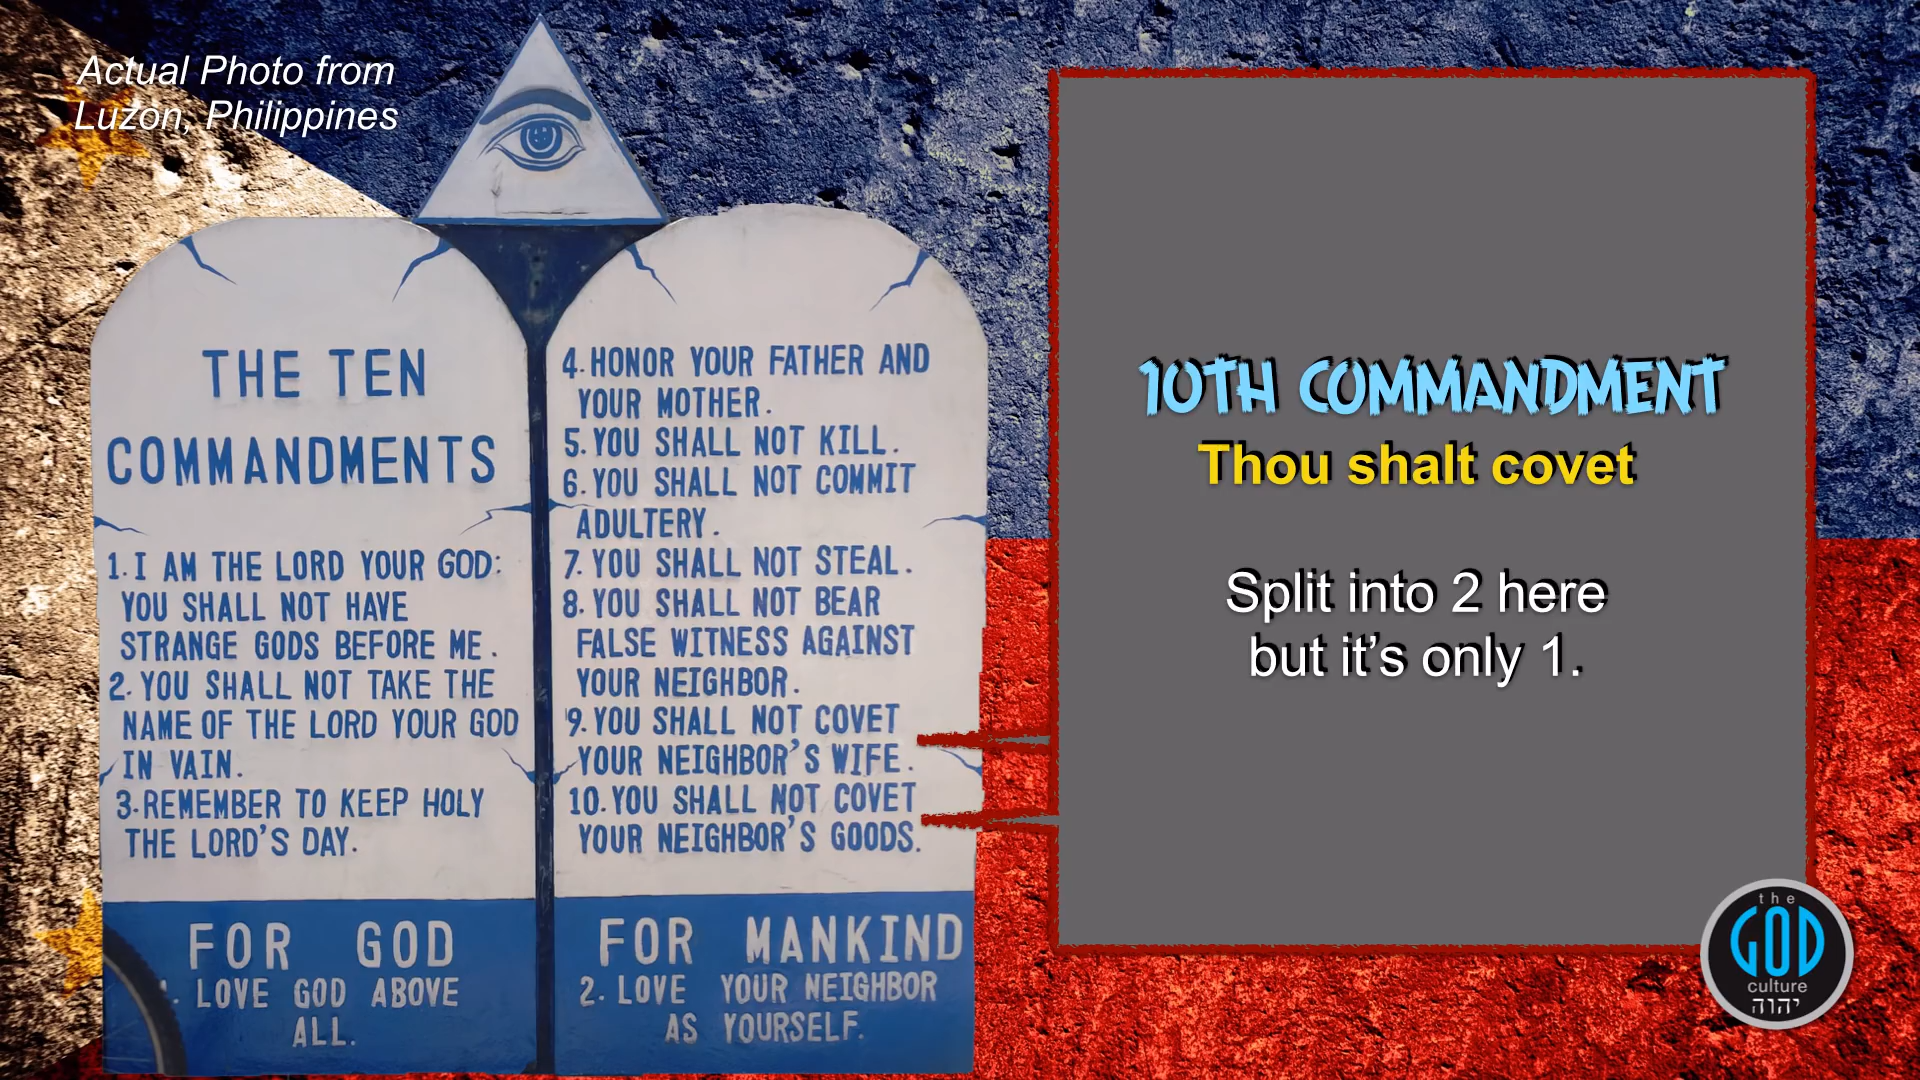 Actual Photo from
Luzon, Philippines
THE TEN
COMMANDMENTS
1. I AM THE LORD YOUR GOD:
YOU SHALL NOT HAVE
STRANGE GODS BEFORE ME.
2. YOU SHALL NOT TAKE THE
NAME OF THE LORD YOUR GOD
IN VAIN.
3. REMEMBER TO KEEP HOLY
THE LORD'S DAY.
FOR GOD
1. LOVE GOD ABOVE
ALL.
4. HONOR YOUR FATHER AND
YOUR MOTHER.
5. YOU SHALL NOT KILL.
6. YOU SHALL NOT COMMIT
ADULTERY.
7. YOU SHALL NOT STEAL.
8. YOU SHALL NOT BEAR
FALSE WITNESS AGAINST
YOUR NEIGHBOR.
9. YOU SHALL NOT COVET
YOUR NEIGHBOR'S WIFE.
10. YOU SHALL NOT COVET
YOUR NEIGHBOR'S GOODS.
FOR MANKIND
2. LOVE YOUR NEIGHBOR
AS YOURSELF.
10TH COMMANDMENT
Thou shalt covet
Split into 2 here
but it's only 1.
the
GOD
culture
יהוה